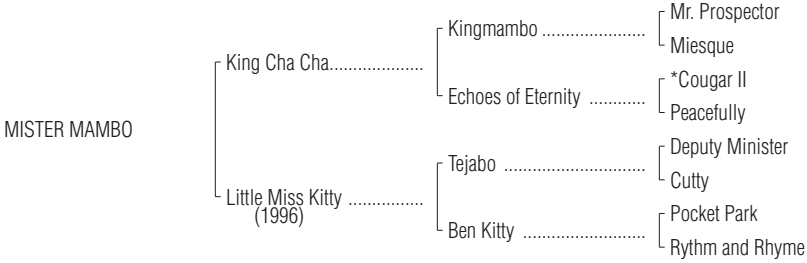 Mr. Prospector
Kingmambo ......................
Miesque
King Cha Cha....................
*Cougar II
Echoes of Eternity ............
Peacefully
MISTER MAMBO
Deputy Minister
Tejabo ..............................
Cutty
Little Miss Kitty ................
(1996)
Pocket Park
Ben Kitty ..........................
Rythm and Rhyme